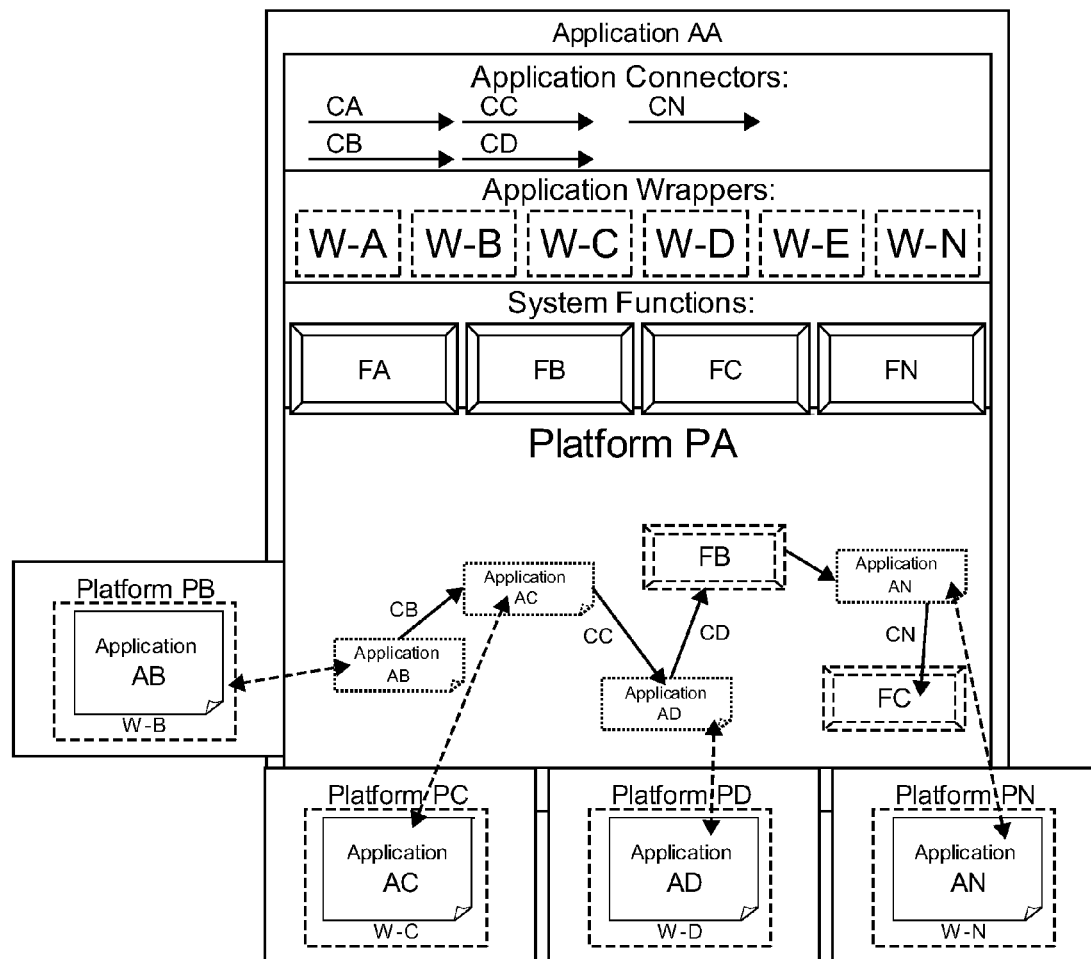 Application AA
Application Connectors:
CA CC CN
CB CD
Application Wrappers:
W-A W-B W-C W-D W-E W-N
System Functions:
FA FB FC FN
Platform PA
FB
Application
AN
Application
AC
Platform PB
CB
CC
CD
CN
Application
AB
Application
AB
W-B
Application
AD
FC
Platform PC
Application
AC
W-C
Platform PD
Application
AD
W-D
Platform PN
Application
AN
W-N